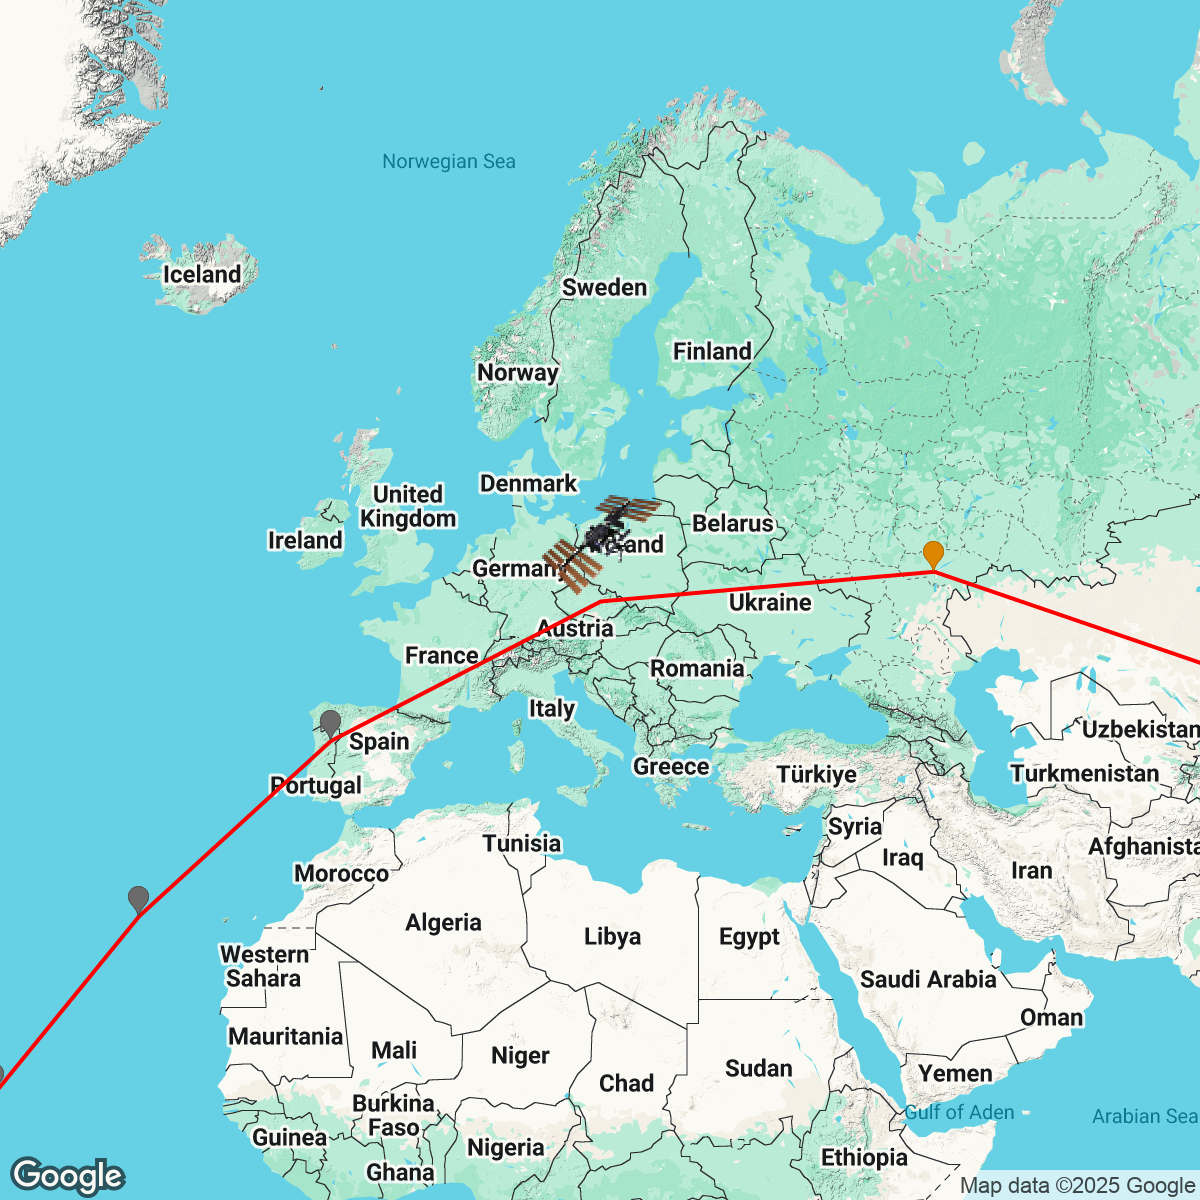 Norwegian Sea
Iceland
Sweden
Finland
Norway
Denmark
United
Kingdom
Belarus
Ireland
and
German
Ukraine
Austria
France
Romania
Italy
Uzbekistan
Spain
Greece
Türkiye
Turkmenistan
Portugal
Syria
Tunisia
Iraq
Afghanista
Morocco
Iran
Algeria
Libya
Egypt
Western
Sahara
Saudi Arabia
Oman
Mauritania
Mali
Niger
Sudan
Yemen
Chad
Burkina
Faso
Gulf of Aden
Arabian Sea
Guinea
Nigeria
Ethiopia
Ghana
Google
Map data ©2025 Google